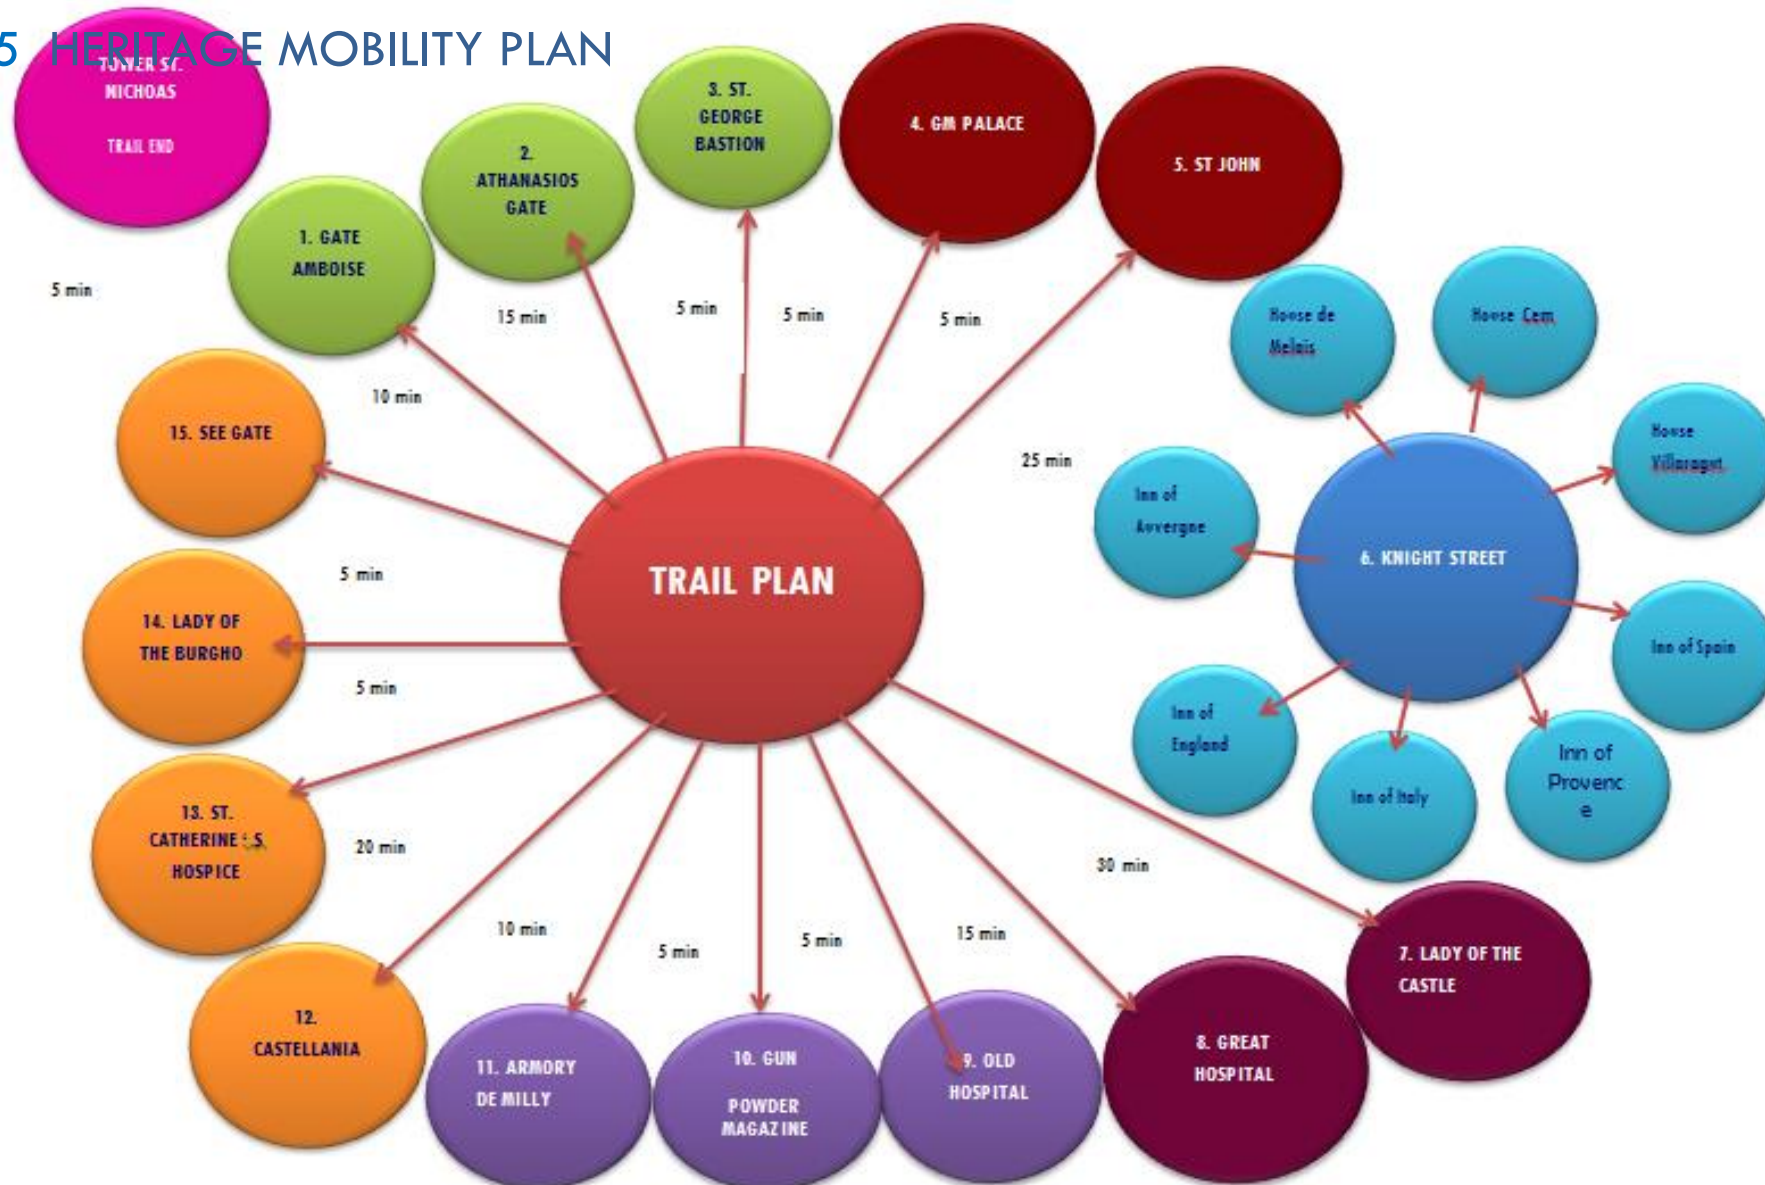 5 HERITAGE MOBILITY PLAN
TOWER ST.
NICHOAS
TRAIL END
5 min
1. GATE
AMBOISE
10 min
2.
ATHANASIOS
GATE
15 min
3. ST.
GEORGE
BASTION
5 min
5 min
4. GM PALACE
5 min
5. ST JOHN
25 min
TRAIL PLAN
6. KNIGHT STREET
House de
Melais
House Cem
House
Villaragut
Inn of Spain
Inn of
Provenc
e
Inn of Italy
Inn of
England
Inn of
Auvergne
30 min
7. LADY OF THE
CASTLE
15 min
8. GREAT
HOSPITAL
5 min
9. OLD
HOSPITAL
5 min
10. GUN
POWDER
MAGAZINE
10 min
11. ARMORY
DE MILLY
20 min
12.
CASTELLANIA
13. ST.
CATHERINE'S
HOSPICE
5 min
14. LADY OF
THE BURGHO
5 min
15. SEE GATE